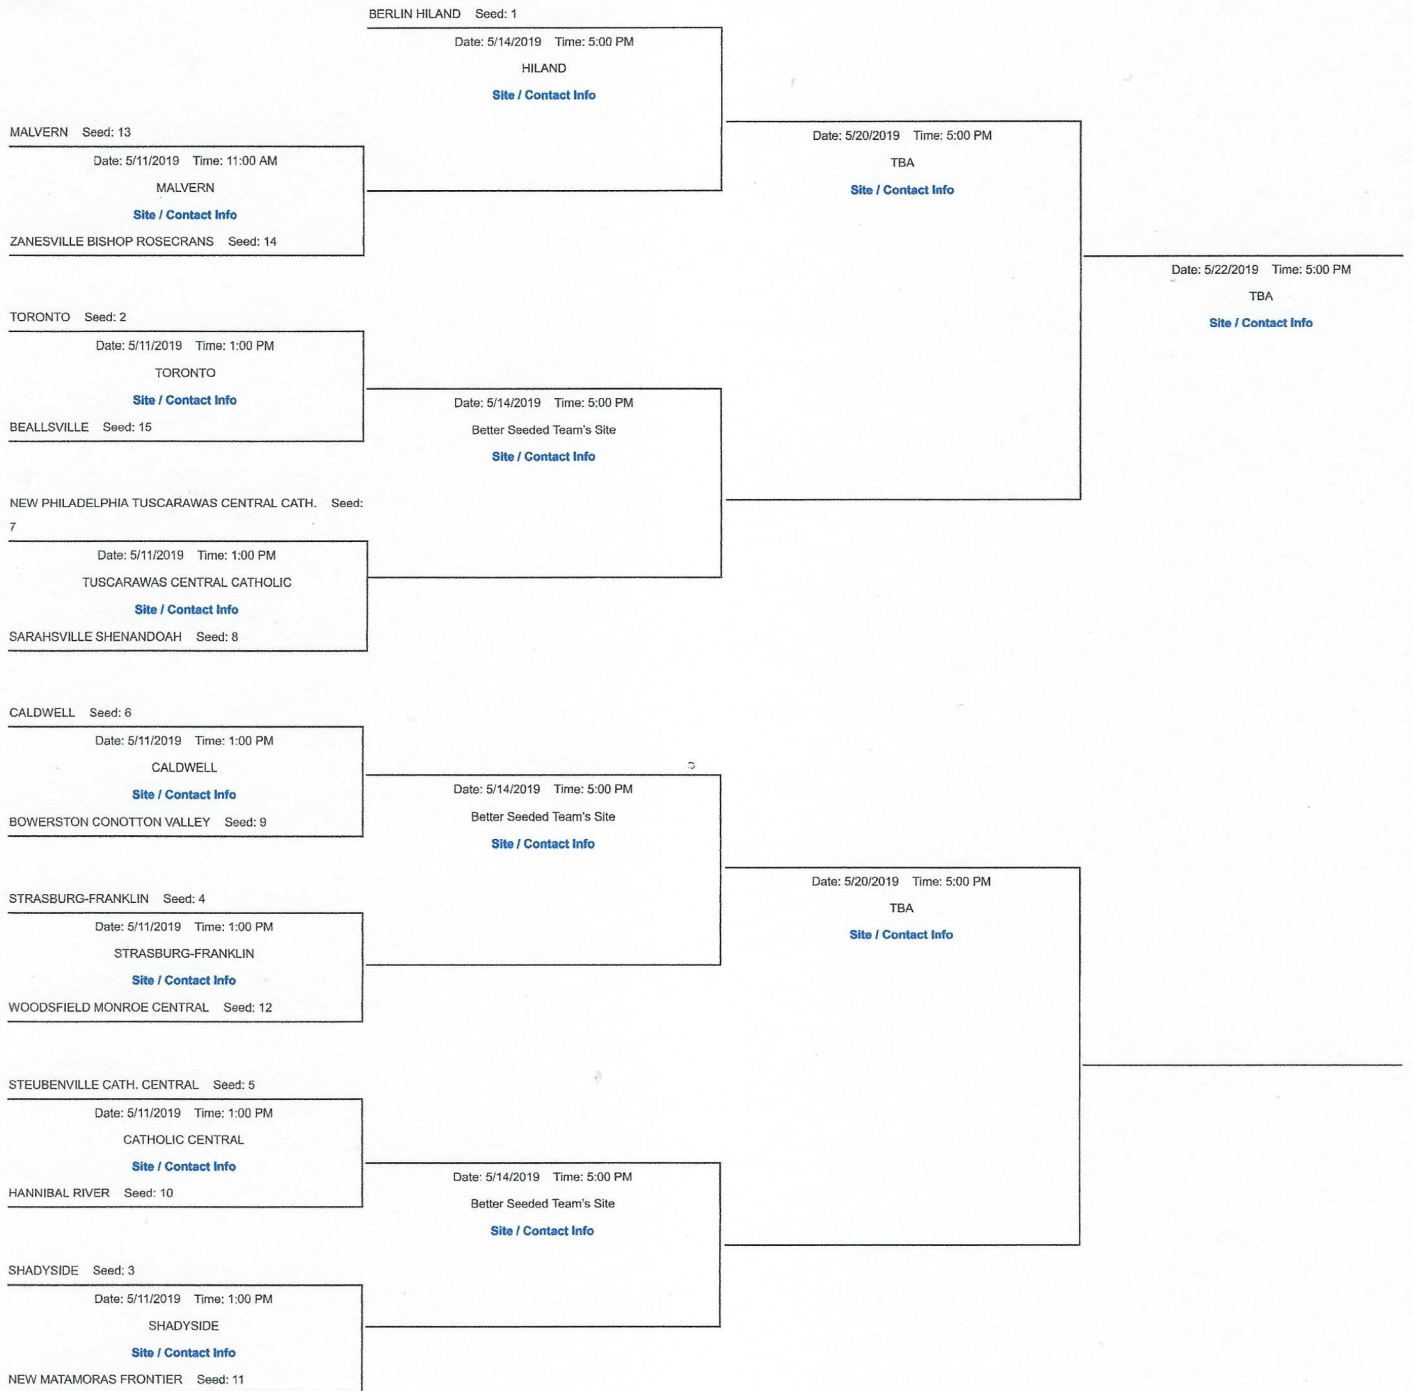 BERLIN HILAND Seed: 1
Date: 5/14/2019 Time: 5:00 PM
HILAND
Site / Contact Info
MALVERN Seed: 13
Date: 5/11/2019 Time: 11:00 AM
MALVERN
Site / Contact Info
ZANESVILLE BISHOP ROSECRANS Seed: 14
Date: 5/20/2019 Time: 5:00 PM
TBA
Site / Contact Info
Date: 5/22/2019 Time: 5:00 PM
TBA
Site / Contact Info
TORONTO Seed: 2
Date: 5/11/2019 Time: 1:00 PM
TORONTO
Site / Contact Info
BEALLSVILLE Seed: 15
Date: 5/14/2019 Time: 5:00 PM
Better Seeded Team's Site
Site / Contact Info
NEW PHILADELPHIA TUSCARAWAS CENTRAL CATH. Seed:
7
Date: 5/11/2019 Time: 1:00 PM
TUSCARAWAS CENTRAL CATHOLIC
Site / Contact Info
SARAHSVILLE SHENANDOAH Seed: 8
CALDWELL Seed: 6
Date: 5/11/2019 Time: 1:00 PM
CALDWELL
Site / Contact Info
BOWERSTON CONOTTON VALLEY Seed: 9
Date: 5/14/2019 Time: 5:00 PM
Better Seeded Team's Site
Site / Contact Info
STRASBURG-FRANKLIN Seed: 4
Date: 5/11/2019 Time: 1:00 PM
STRASBURG-FRANKLIN
Site / Contact Info
WOODSFIELD MONROE CENTRAL Seed: 12
Date: 5/20/2019 Time: 5:00 PM
TBA
Site / Contact Info
STEUBENVILLE CATH. CENTRAL Seed: 5
Date: 5/11/2019 Time: 1:00 PM
CATHOLIC CENTRAL
Site / Contact Info
HANNIBAL RIVER Seed: 10
Date: 5/14/2019 Time: 5:00 PM
Better Seeded Team's Site
Site / Contact Info
SHADYSIDE Seed: 3
Date: 5/11/2019 Time: 1:00 PM
SHADYSIDE
Site / Contact Info
NEW MATAMORAS FRONTIER Seed: 11